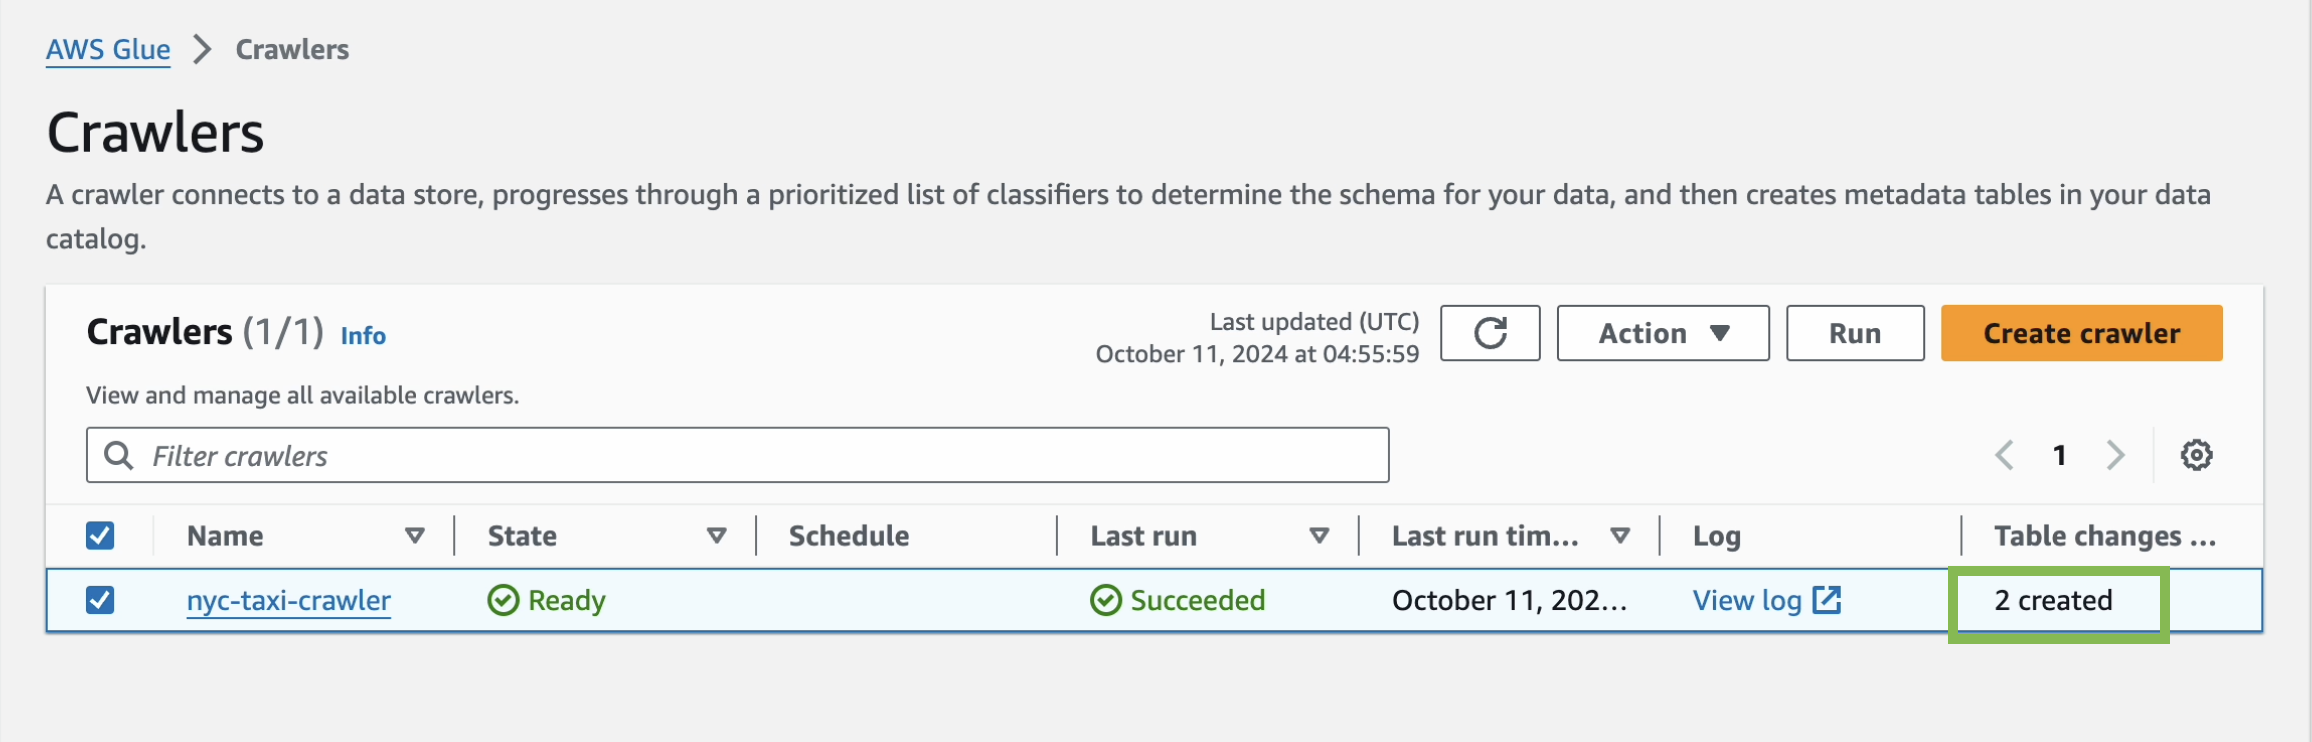 AWS Glue Crawlers
Crawlers
A crawler connects to a data store, progresses through a prioritized list of classifiers to determine the schema for your data, and then creates metadata tables in your data
catalog.
Crawlers (1/1) Info
Last updated (UTC)
October 11, 2024 at 04:55:59
Action
Run
Create crawler
View and manage all available crawlers.
Filter crawlers
1
Name State Schedule Last run Last run tim... Log Table changes ...
nyc-taxi-crawler Ready Succeeded October 11, 202... View log 2 created